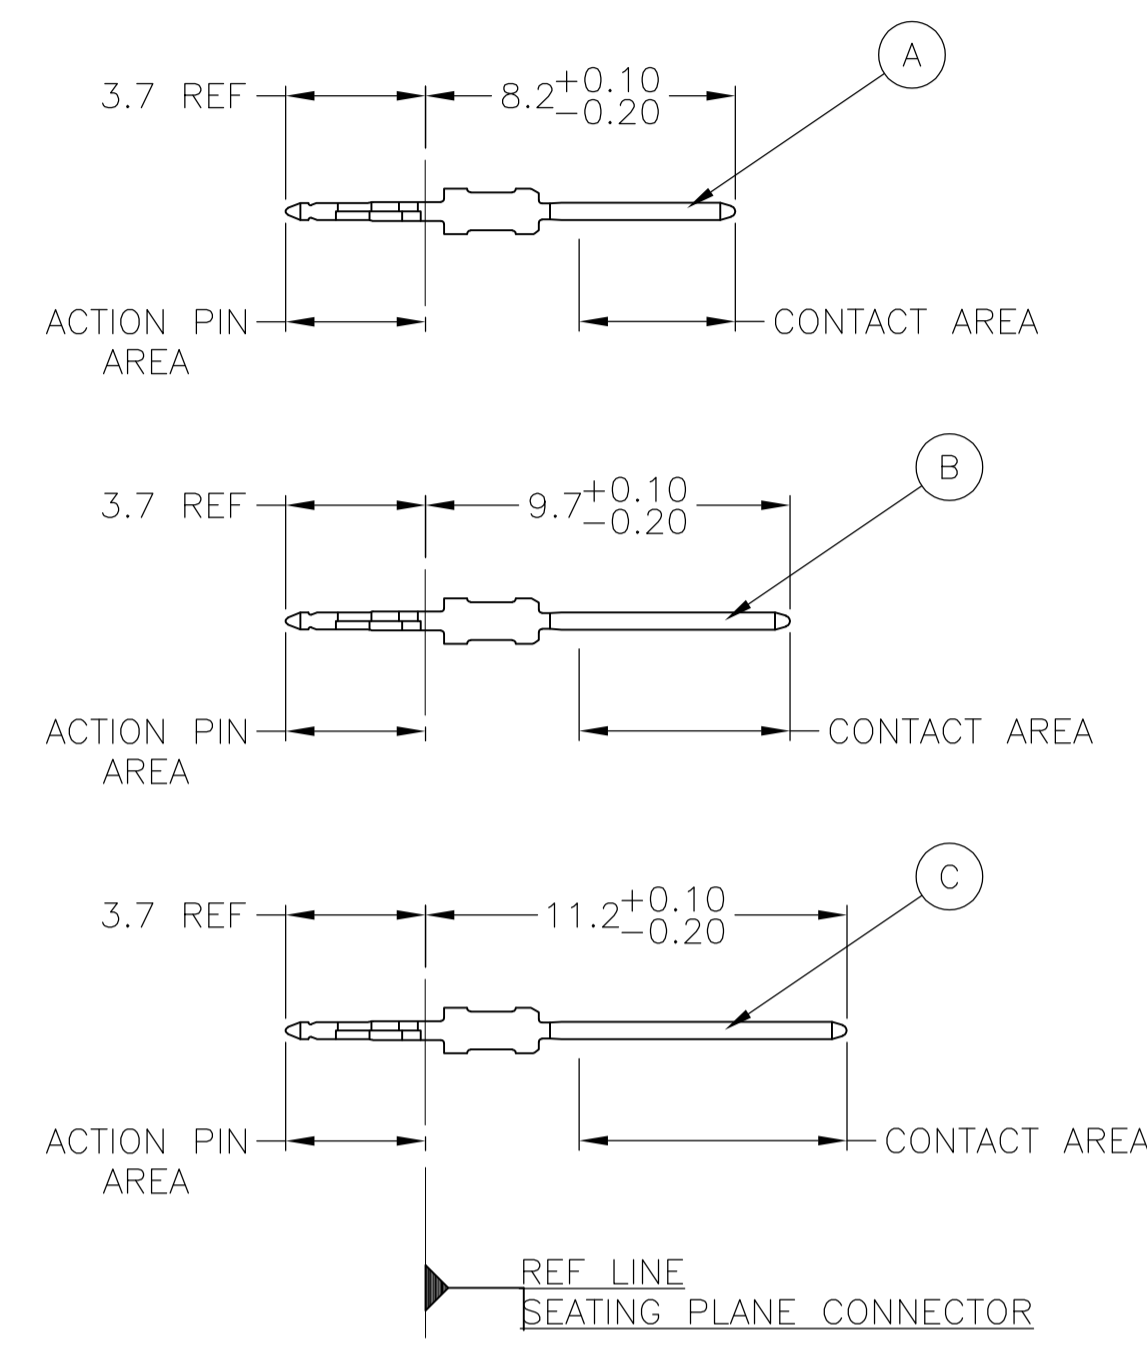 A
3.7 REF
8.2 +0.10
−0.20
ACTION PIN
AREA
CONTACT AREA
B
3.7 REF
9.7 +0.10
−0.20
ACTION PIN
AREA
CONTACT AREA
C
3.7 REF
11.2 +0.10
−0.20
ACTION PIN
AREA
CONTACT AREA
REF LINE
SEATING PLANE CONNECTOR